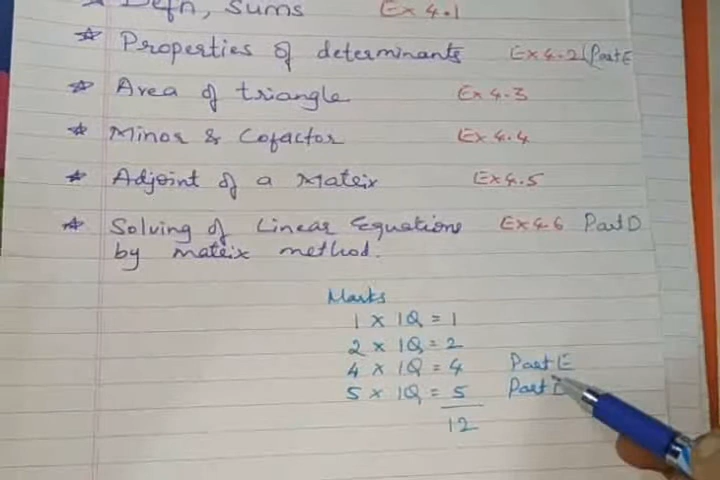 ☆ Defn, Sums Ex 4.1
☆ Properties of determinants Ex 4.2 (Part E
☆ Area of triangle Ex 4.3
☆ Minor & Cofactor Ex 4.4
☆ Adjoint of a Matrix Ex 4.5
☆ Solving of Linear Equations Ex 4.6 Part D
by matrix method.
Marks
1 x 1Q = 1
2 x 1Q = 2
4 x 1Q = 4 Part E
5 x 1Q = 5 Part
12